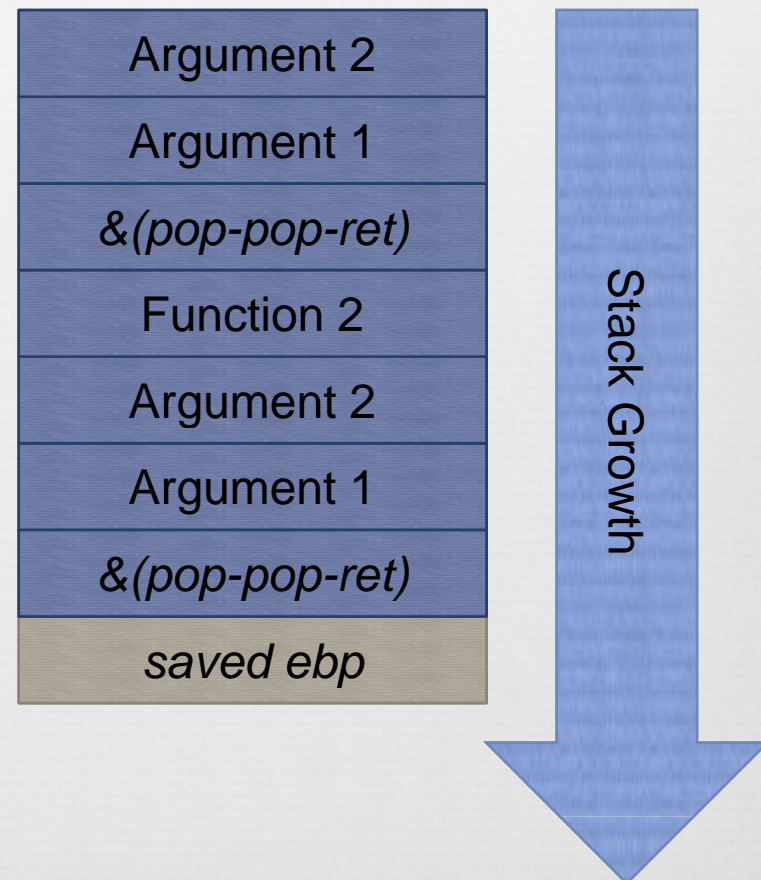 Argument 2
Argument 1
&(pop-pop-ret)
Function 2
Argument 2
Argument 1
&(pop-pop-ret)
saved ebp
Stack Growth